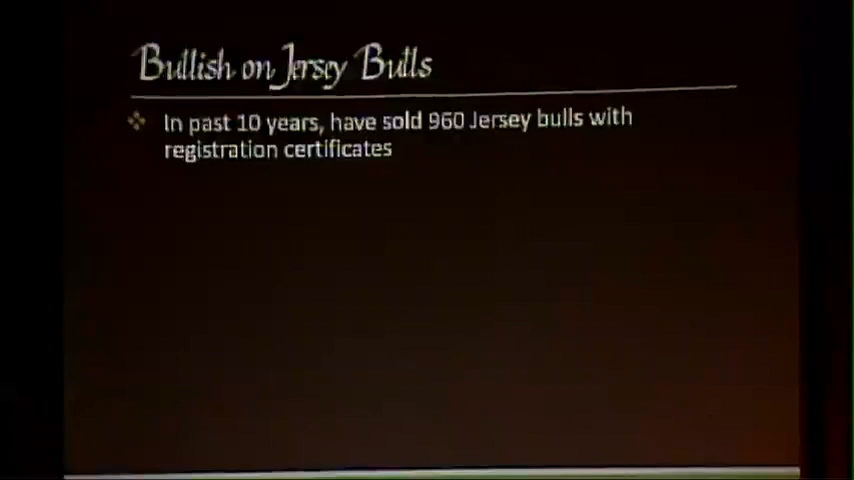 Bullish on Jersey Bulls
In past 10 years, have sold 960 Jersey bulls with
registration certificates